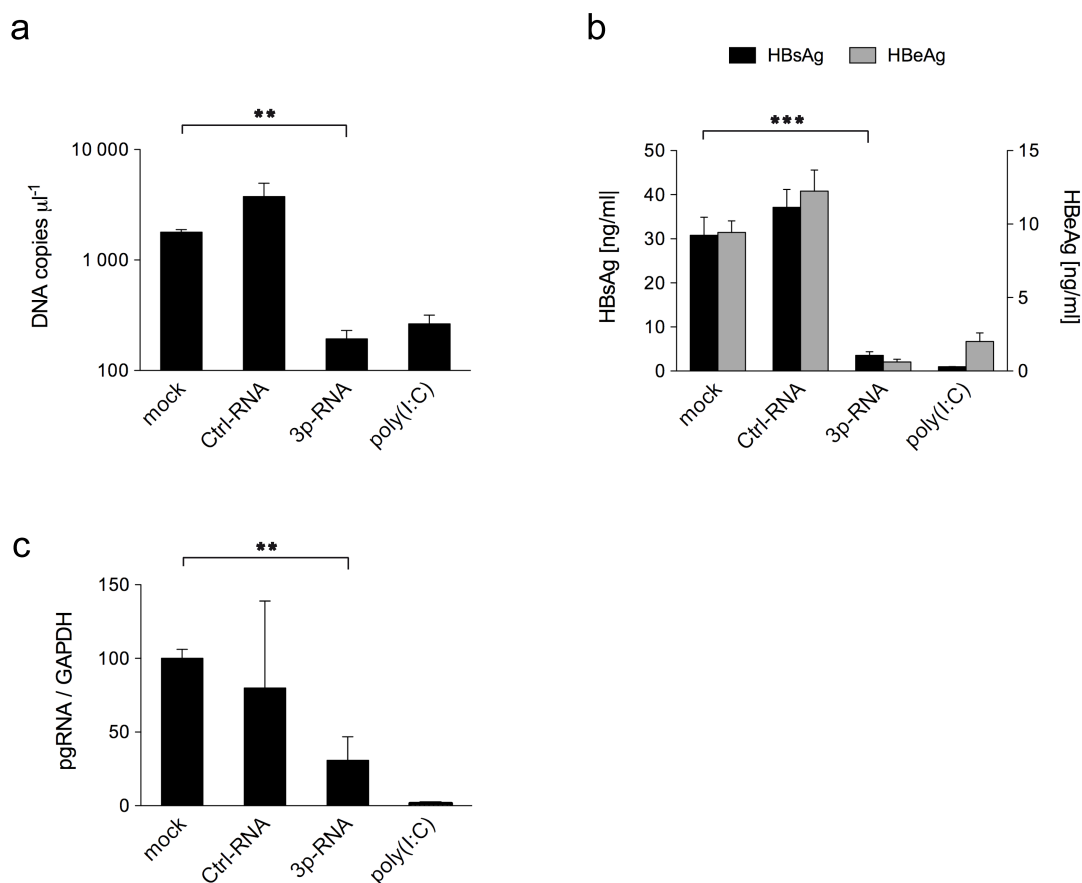 a
**
10 000
1 000
100
DNA copies μl-1
mock
Ctrl-RNA
3p-RNA
poly(I:C)
b
HBsAg
HBeAg
***
50
40
30
20
10
0
HBsAg [ng/ml]
15
10
5
0
HBeAg [ng/ml]
mock
Ctrl-RNA
3p-RNA
poly(I:C)
c
**
150
100
50
0
pgRNA / GAPDH
mock
Ctrl-RNA
3p-RNA
poly(I:C)